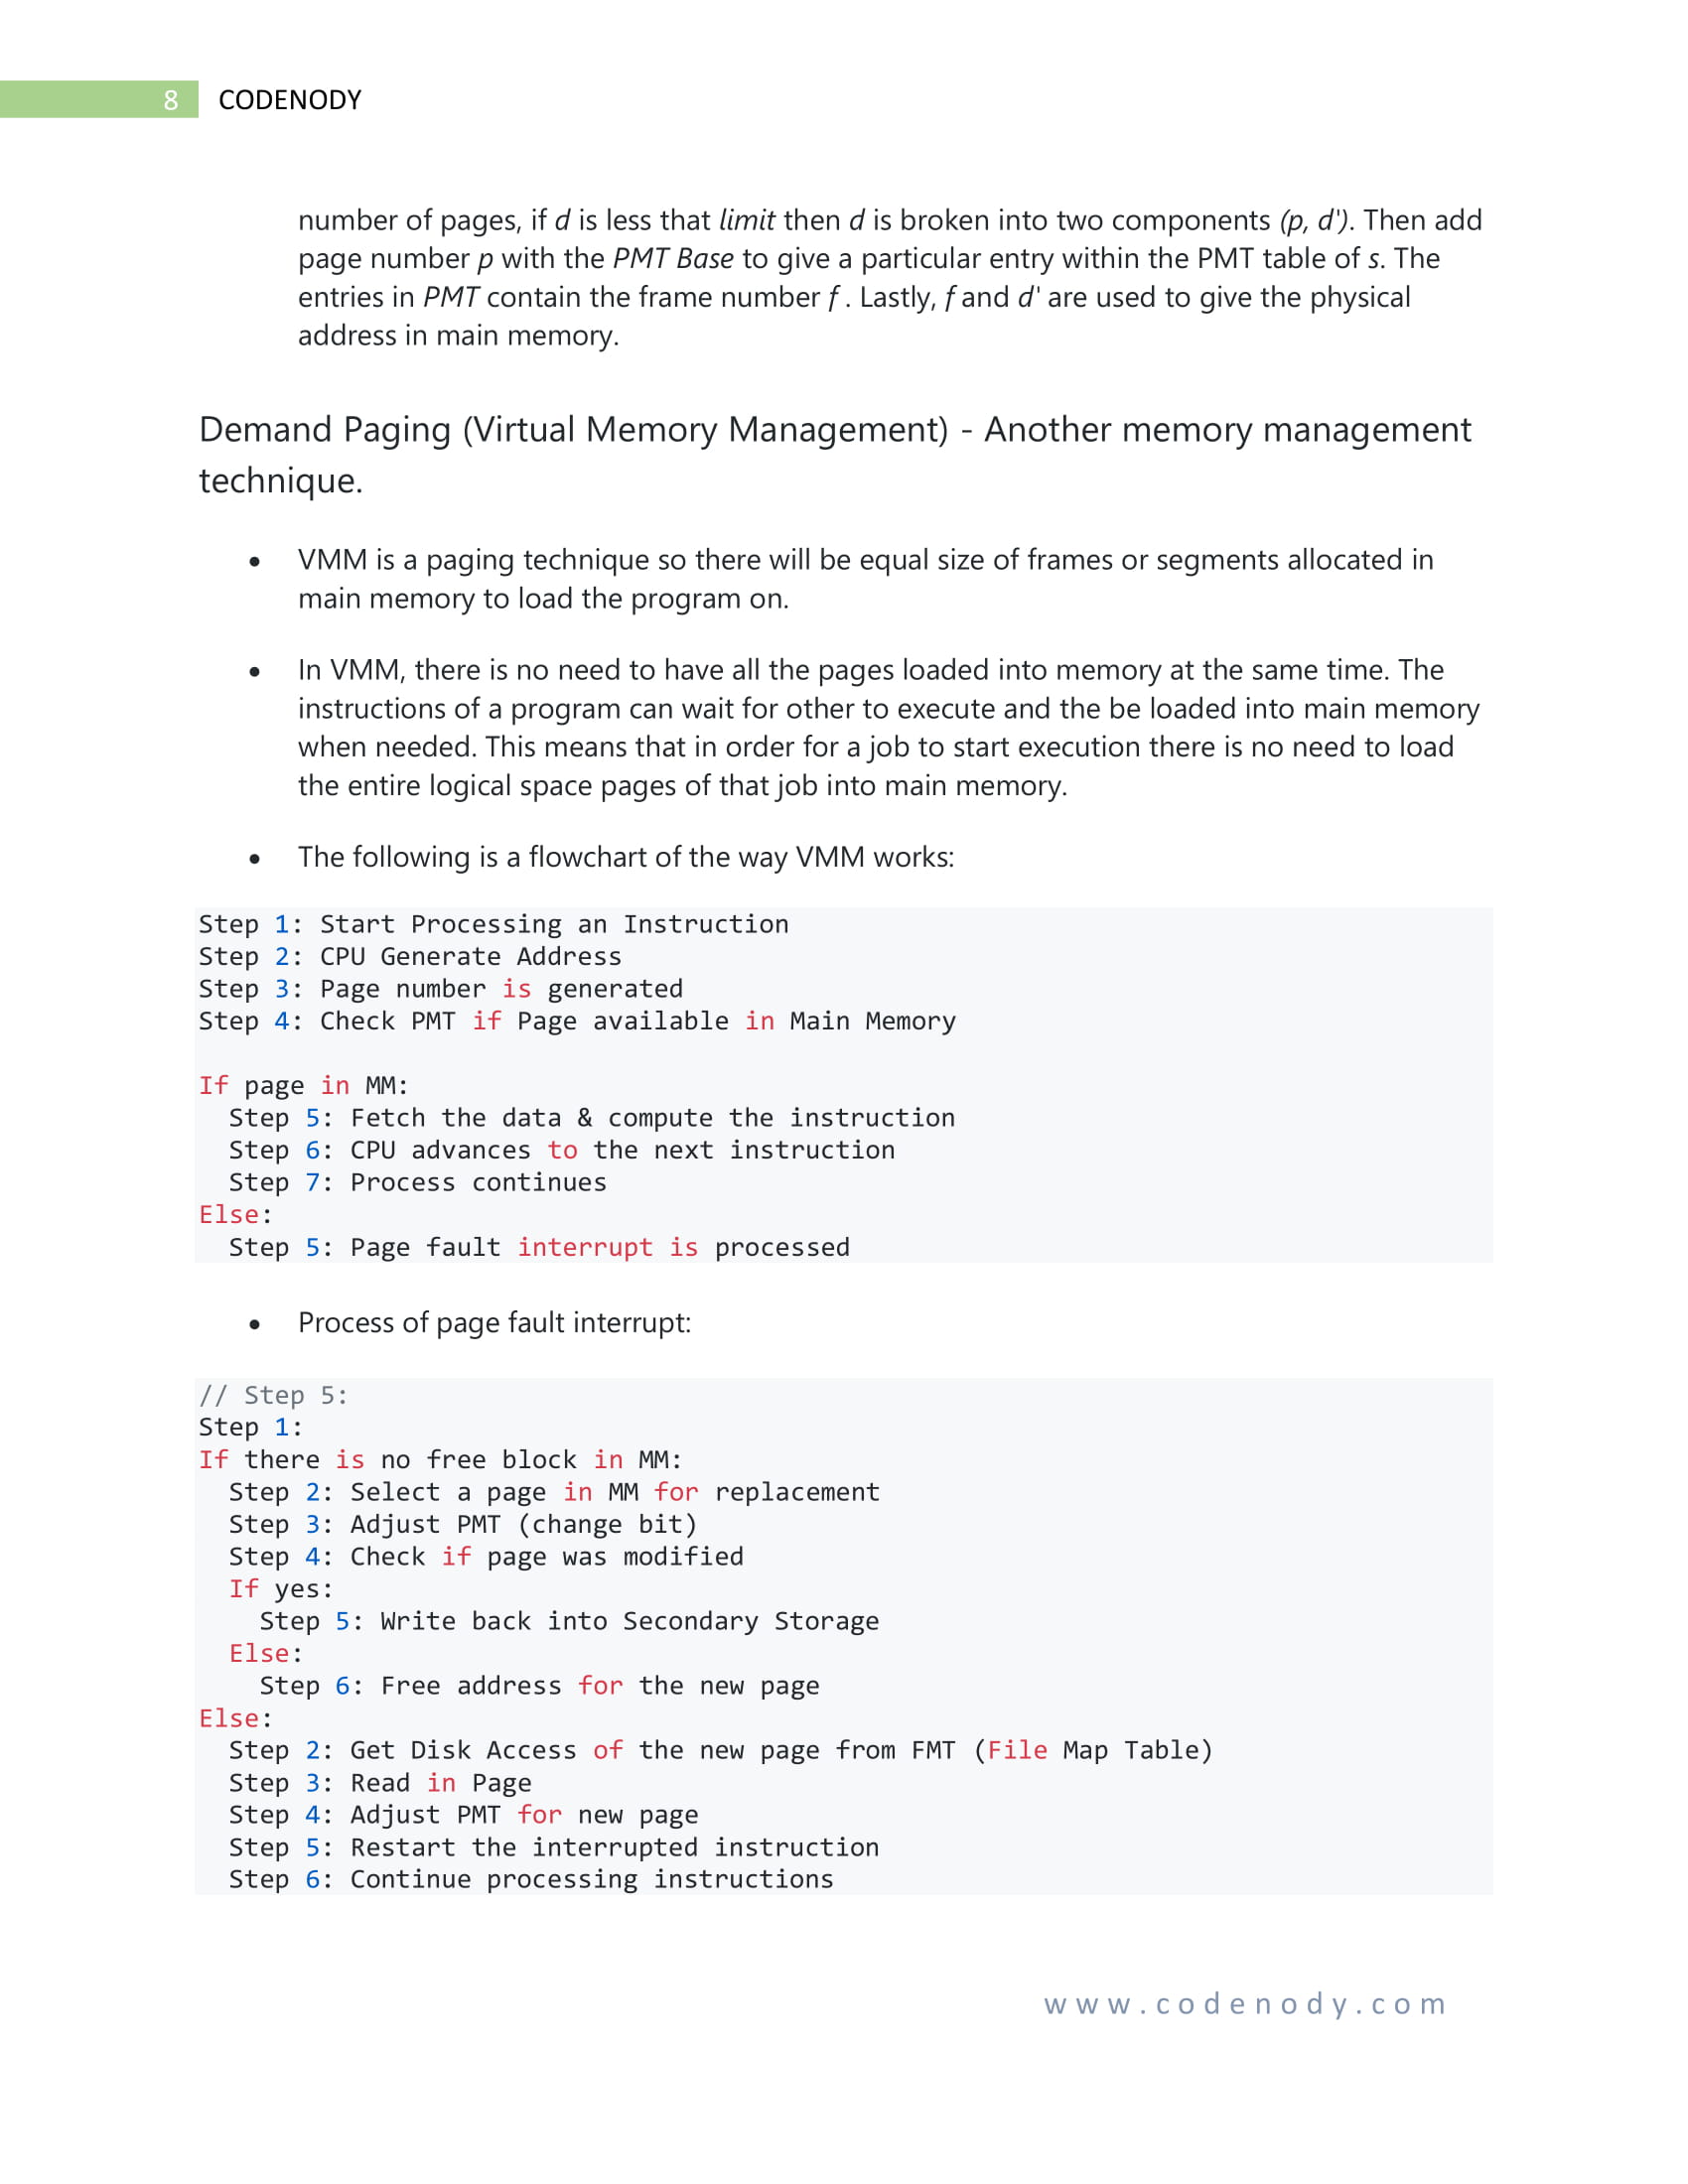 8 CODENODY
number of pages, if d is less that limit then d is broken into two components (p, d'). Then add
page number p with the PMT Base to give a particular entry within the PMT table of s. The
entries in PMT contain the frame number f . Lastly, f and d' are used to give the physical
address in main memory.
Demand Paging (Virtual Memory Management) - Another memory management
technique.
• VMM is a paging technique so there will be equal size of frames or segments allocated in
main memory to load the program on.
• In VMM, there is no need to have all the pages loaded into memory at the same time. The
instructions of a program can wait for other to execute and the be loaded into main memory
when needed. This means that in order for a job to start execution there is no need to load
the entire logical space pages of that job into main memory.
• The following is a flowchart of the way VMM works:
Step 1: Start Processing an Instruction
Step 2: CPU Generate Address
Step 3: Page number is generated
Step 4: Check PMT if Page available in Main Memory
If page in MM:
  Step 5: Fetch the data & compute the instruction
  Step 6: CPU advances to the next instruction
  Step 7: Process continues
Else:
  Step 5: Page fault interrupt is processed
• Process of page fault interrupt:
// Step 5:
Step 1:
If there is no free block in MM:
  Step 2: Select a page in MM for replacement
  Step 3: Adjust PMT (change bit)
  Step 4: Check if page was modified
  If yes:
    Step 5: Write back into Secondary Storage
  Else:
    Step 6: Free address for the new page
Else:
  Step 2: Get Disk Access of the new page from FMT (File Map Table)
  Step 3: Read in Page
  Step 4: Adjust PMT for new page
  Step 5: Restart the interrupted instruction
  Step 6: Continue processing instructions
www.codenody.com